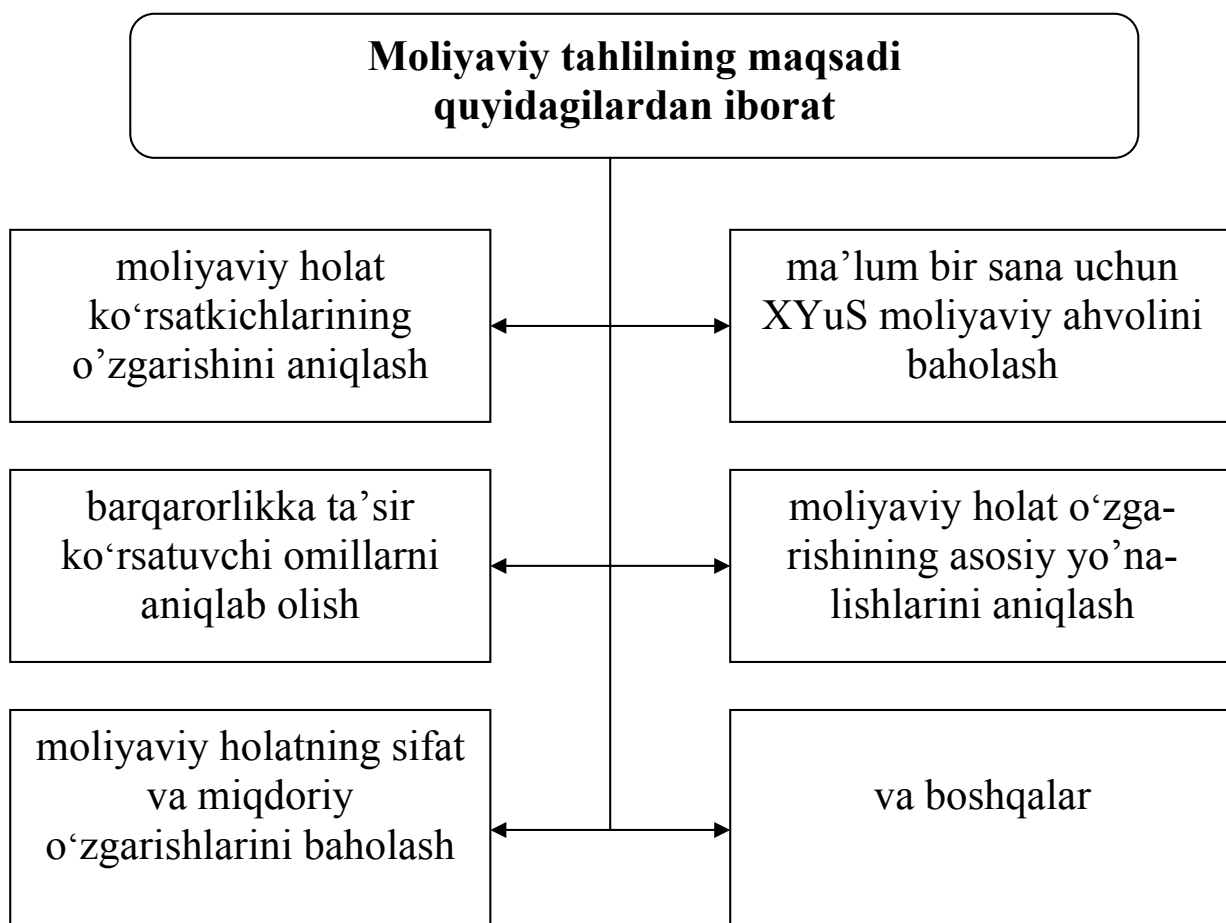 Moliyaviy tahlilning maqsadi
quyidagilardan iborat
moliyaviy holat
ko‘rsatkichlarining
o’zgarishini aniqlash
ma’lum bir sana uchun
XYuS moliyaviy ahvolini
baholash
barqarorlikka ta’sir
ko‘rsatuvchi omillarni
aniqlab olish
moliyaviy holat o‘zga-
rishining asosiy yo’na-
lishlarini aniqlash
moliyaviy holatning sifat
va miqdoriy
o‘zgarishlarini baholash
va boshqalar